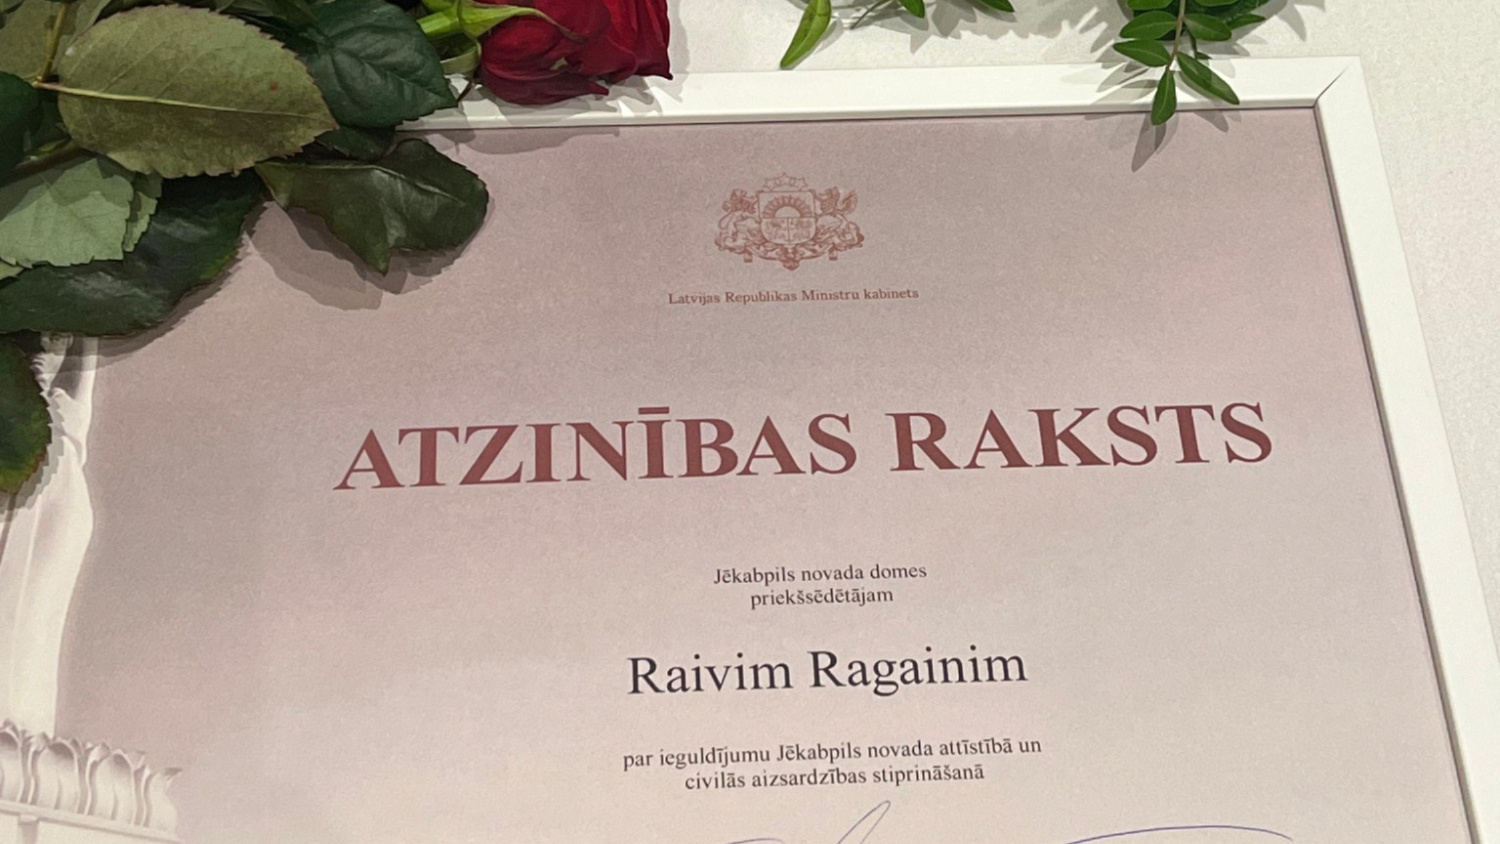 Latvijas Republikas Ministru kabinets
ATZINĪBAS RAKSTS
Jēkabpils novada domes
priekšsēdētājam
Raivim Ragainim
par ieguldījumu Jēkabpils novada attīstībā un
civilās aizsardzības stiprināšanā